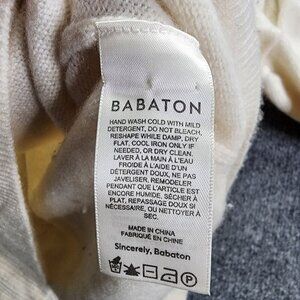 BABATON
HAND WASH COLD WITH MILD
DETERGENT, DO NOT BLEACH,
RESHAPE WHILE DAMP, DRY
FLAT, COOL IRON ONLY IF
NEEDED, OR DRY CLEAN.
LAVER À LA MAIN À L'EAU
FROIDE À L'AIDE D'UN
DÉTERGENT DOUX, NE PAS
JAVELISER, REMODELER
PENDANT QUE L'ARTICLE EST
ENCORE HUMIDE, SÉCHER À
PLAT, REPASSAGE DOUX SI
NÉCESSAIRE, OU NETTOYER À
SEC.
MADE IN CHINA
FABRIQUÉ EN CHINE
Sincerely, Babaton